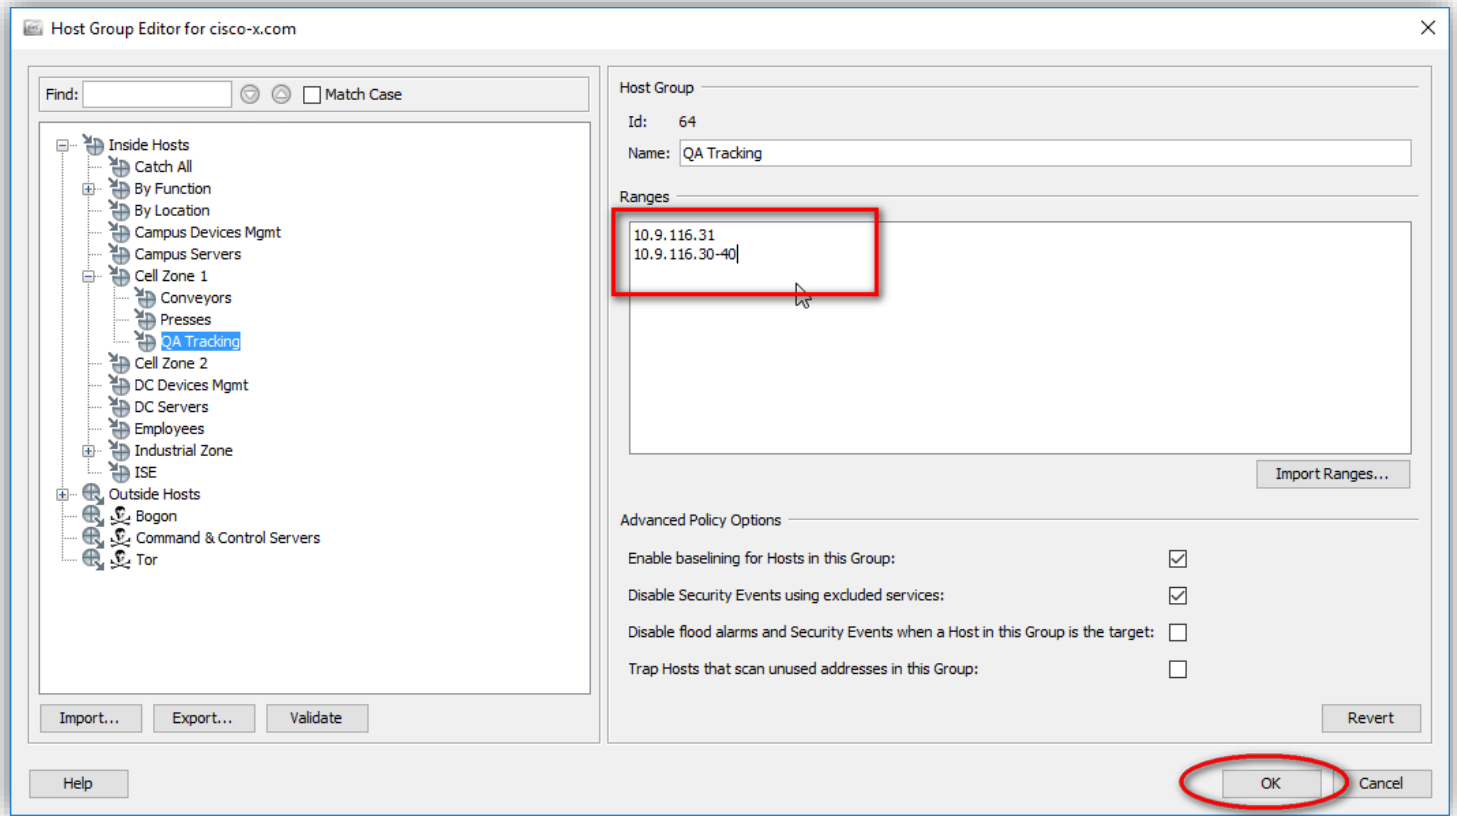 Host Group Editor for cisco-x.com
Find:
Match Case
Inside Hosts
Catch All
By Function
By Location
Campus Devices Mgmt
Campus Servers
Cell Zone 1
Conveyors
Presses
QA Tracking
Cell Zone 2
DC Devices Mgmt
DC Servers
Employees
Industrial Zone
ISE
Outside Hosts
Bogon
Command & Control Servers
Tor
Import...
Export...
Validate
Host Group
Id: 64
Name: QA Tracking
Ranges
10.9.116.31
10.9.116.30-40
Import Ranges...
Advanced Policy Options
Enable baselining for Hosts in this Group:
Disable Security Events using excluded services:
Disable flood alarms and Security Events when a Host in this Group is the target:
Trap Hosts that scan unused addresses in this Group:
Revert
Help
OK
Cancel